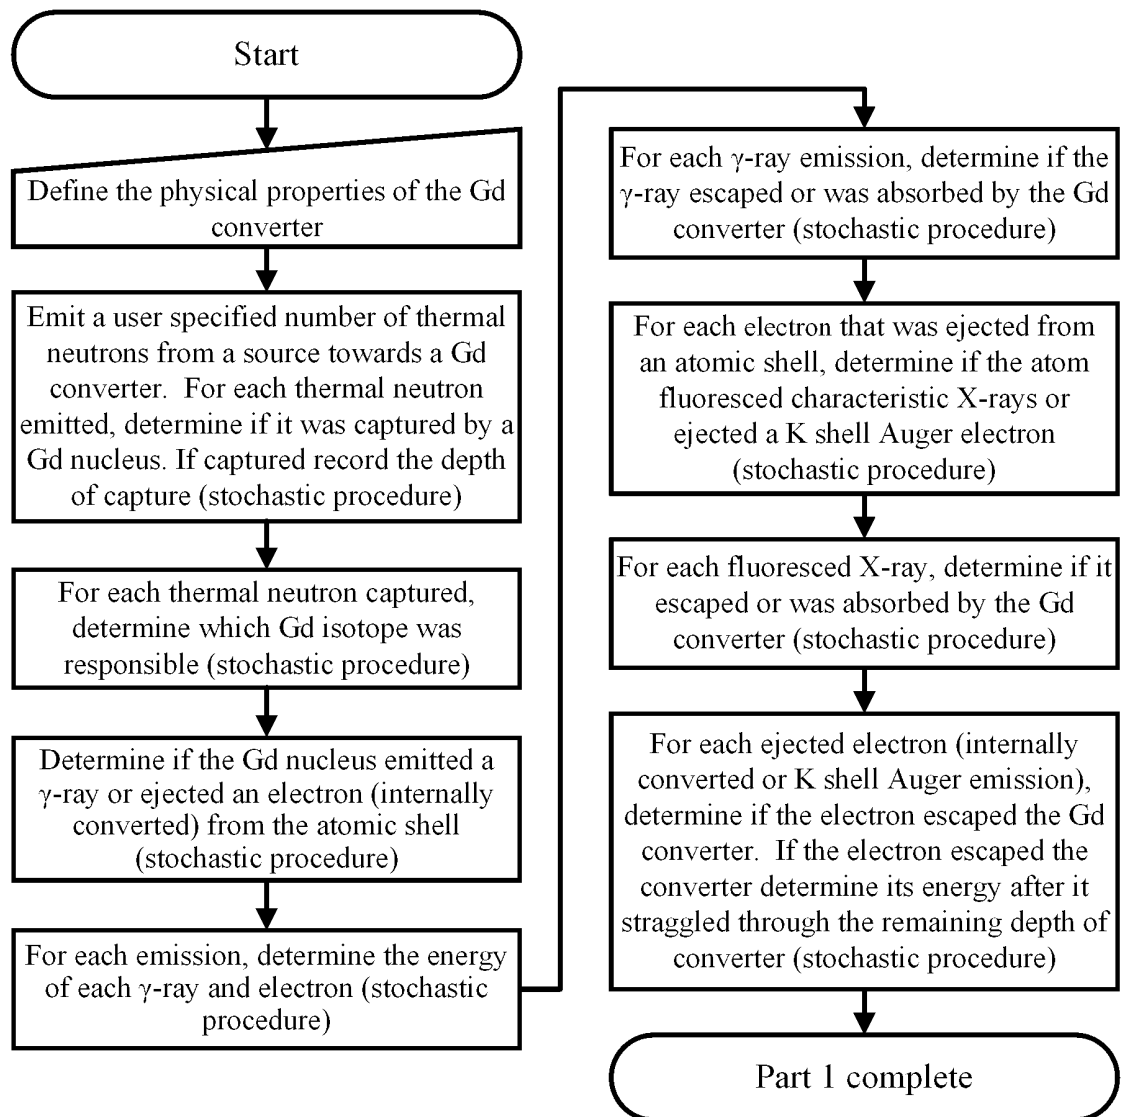 Start
Define the physical properties of the Gd
converter
Emit a user specified number of thermal
neutrons from a source towards a Gd
converter.  For each thermal neutron
emitted, determine if it was captured by a
Gd nucleus. If captured record the depth
of capture (stochastic procedure)
For each thermal neutron captured,
determine which Gd isotope was
responsible (stochastic procedure)
Determine if the Gd nucleus emitted a
γ-ray or ejected an electron (internally
converted) from the atomic shell
(stochastic procedure)
For each emission, determine the energy
of each γ-ray and electron (stochastic
procedure)
For each γ-ray emission, determine if the
γ-ray escaped or was absorbed by the Gd
converter (stochastic procedure)
For each electron that was ejected from
an atomic shell, determine if the atom
fluoresced characteristic X-rays or
ejected a K shell Auger electron
(stochastic procedure)
For each fluoresced X-ray, determine if it
escaped or was absorbed by the Gd
converter (stochastic procedure)
For each ejected electron (internally
converted or K shell Auger emission),
determine if the electron escaped the Gd
converter.  If the electron escaped the
converter determine its energy after it
straggled through the remaining depth of
converter (stochastic procedure)
Part 1 complete